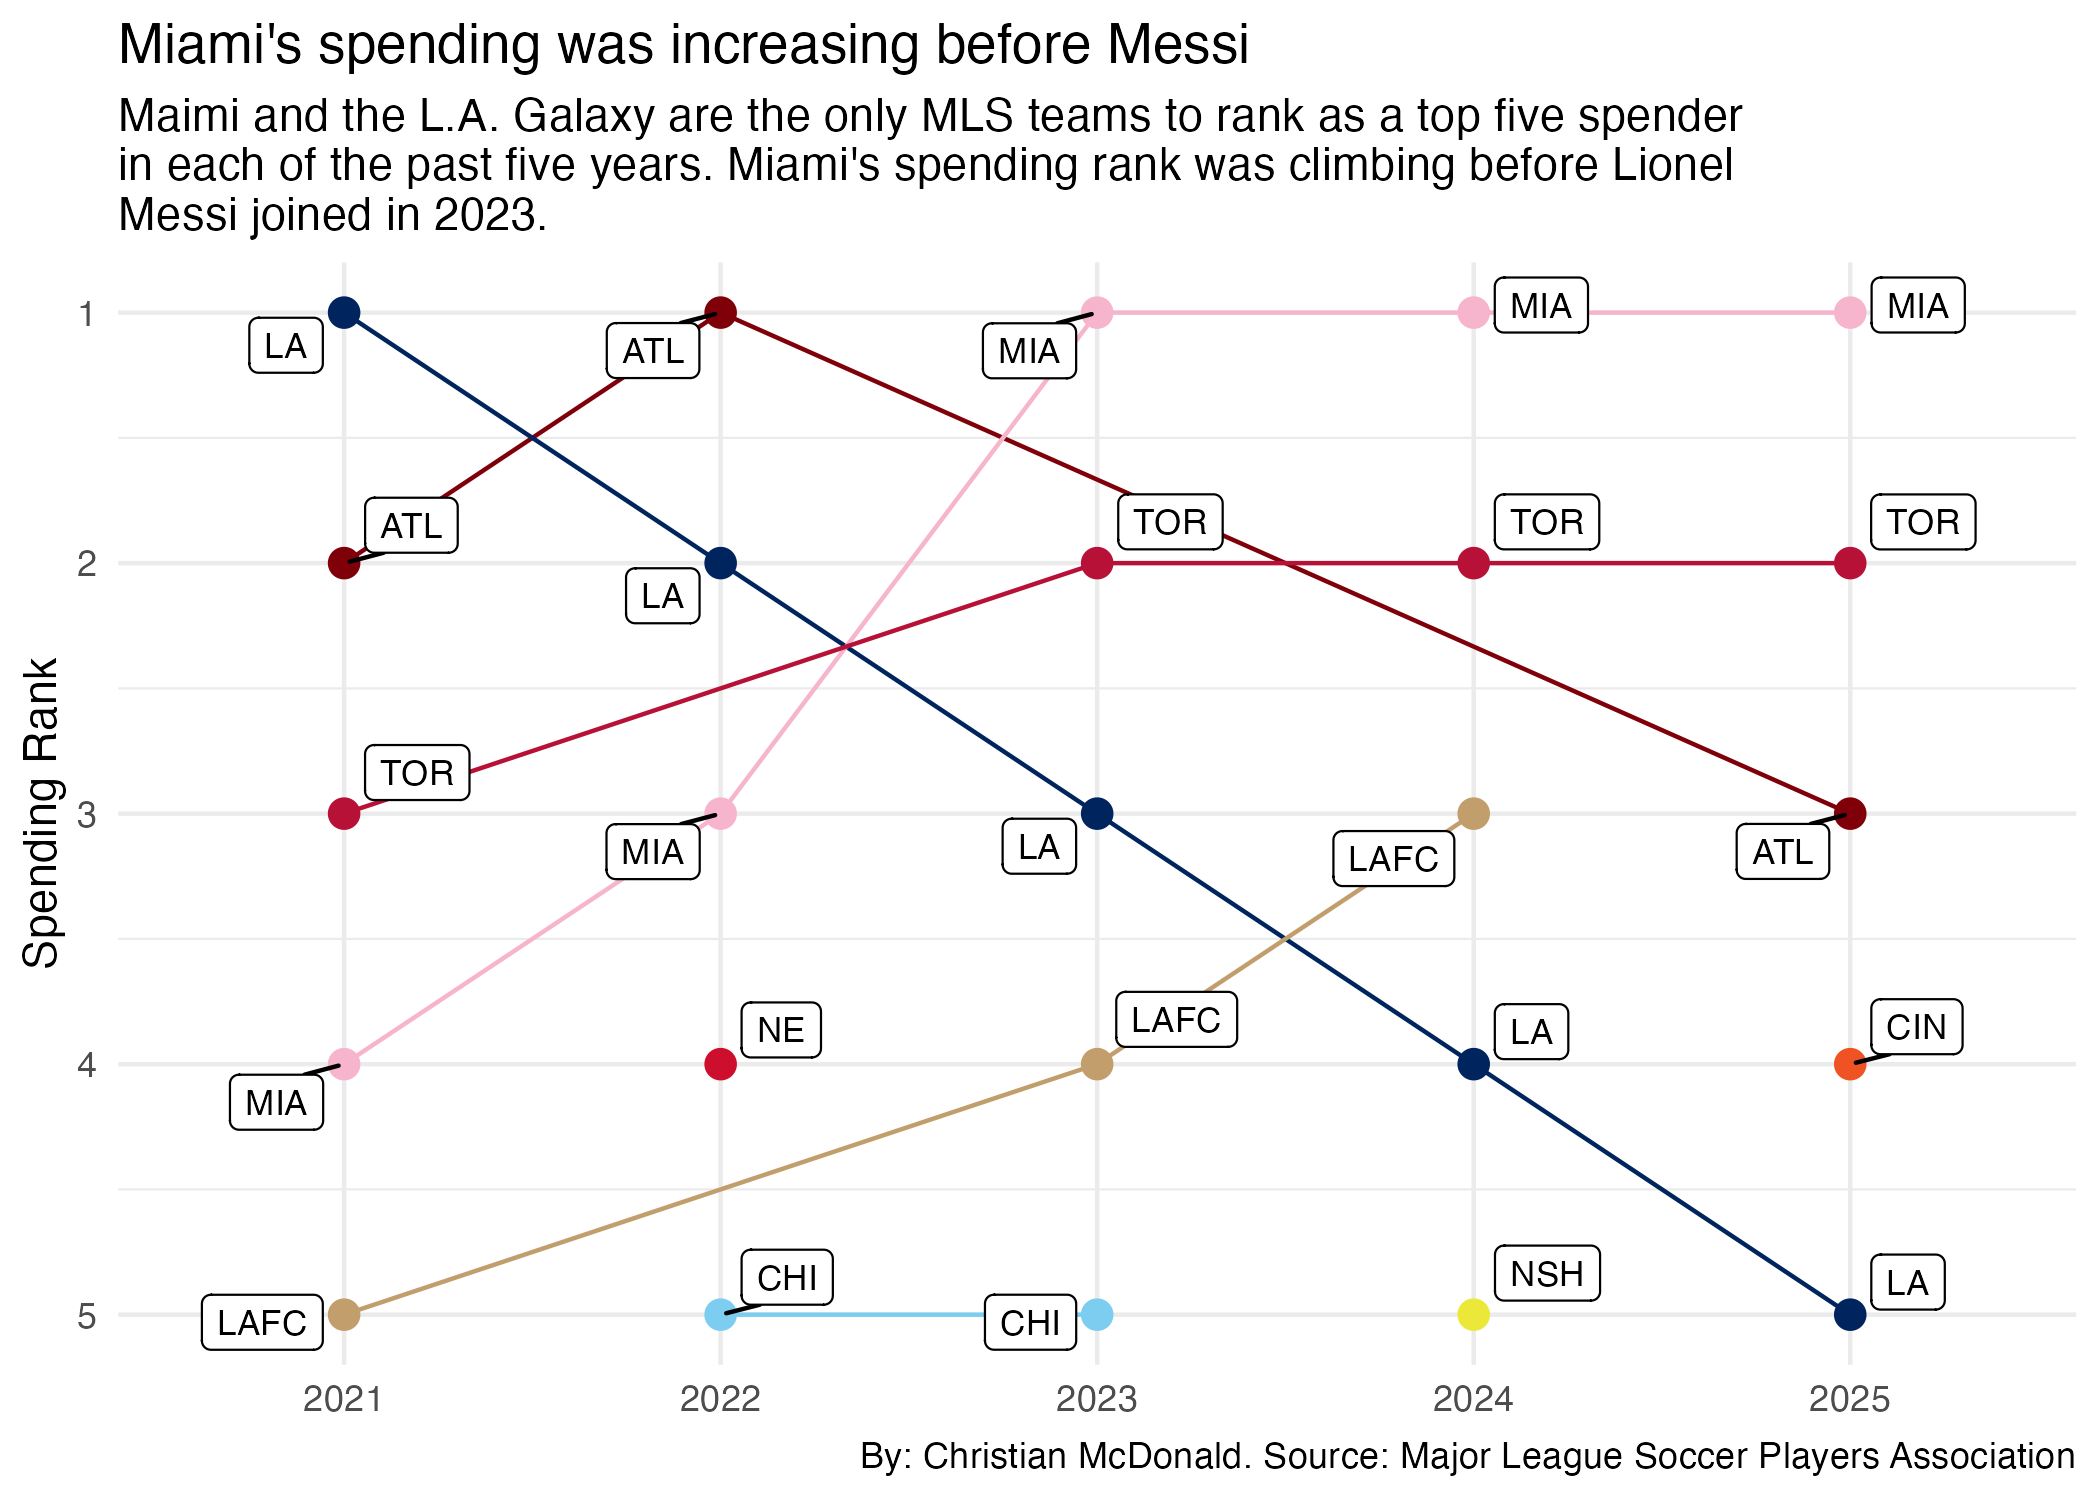 Miami's spending was increasing before Messi
Maimi and the L.A. Galaxy are the only MLS teams to rank as a top five spender
in each of the past five years. Miami's spending rank was climbing before Lionel
Messi joined in 2023.
Spending Rank
1
LA
ATL
MIA
MIA
MIA
2
ATL
LA
TOR
TOR
TOR
3
TOR
MIA
LA
LAFC
ATL
4
MIA
NE
LAFC
LA
CIN
5
LAFC
CHI
CHI
NSH
LA
2021
2022
2023
2024
2025
By: Christian McDonald. Source: Major League Soccer Players Association